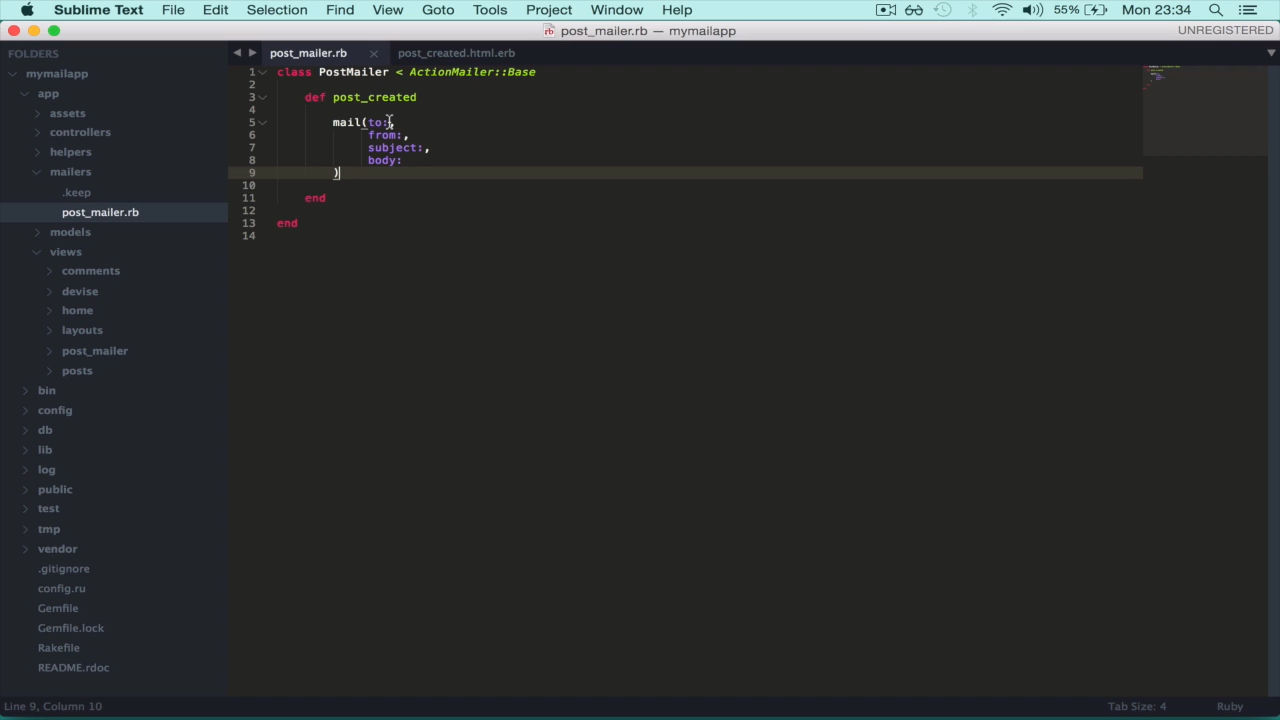 Sublime Text File Edit Selection Find View Goto Tools Project Window Help 55% Mon 23:34
post_mailer.rb — mymailapp UNREGISTERED
FOLDERS
mymailapp
app
assets
controllers
helpers
mailers
.keep
post_mailer.rb
models
views
comments
devise
home
layouts
post_mailer
posts
bin
config
db
lib
log
public
test
tmp
vendor
.gitignore
config.ru
Gemfile
Gemfile.lock
Rakefile
README.rdoc
post_mailer.rb post_created.html.erb
1 class PostMailer < ActionMailer::Base
2
3 def post_created
4
5 mail(to:,
6 from:,
7 subject:,
8 body:
9 )
10
11 end
12
13 end
14
Line 9, Column 10 Tab Size: 4 Ruby